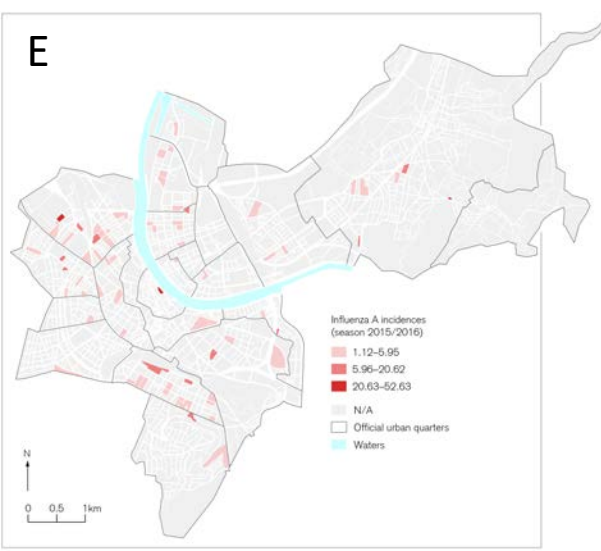 E
Influenza A incidences
(season 2015/2016)
1.12–5.95
5.96–20.62
20.63–52.63
N/A
Official urban quarters
Waters
N
0 0.5 1km